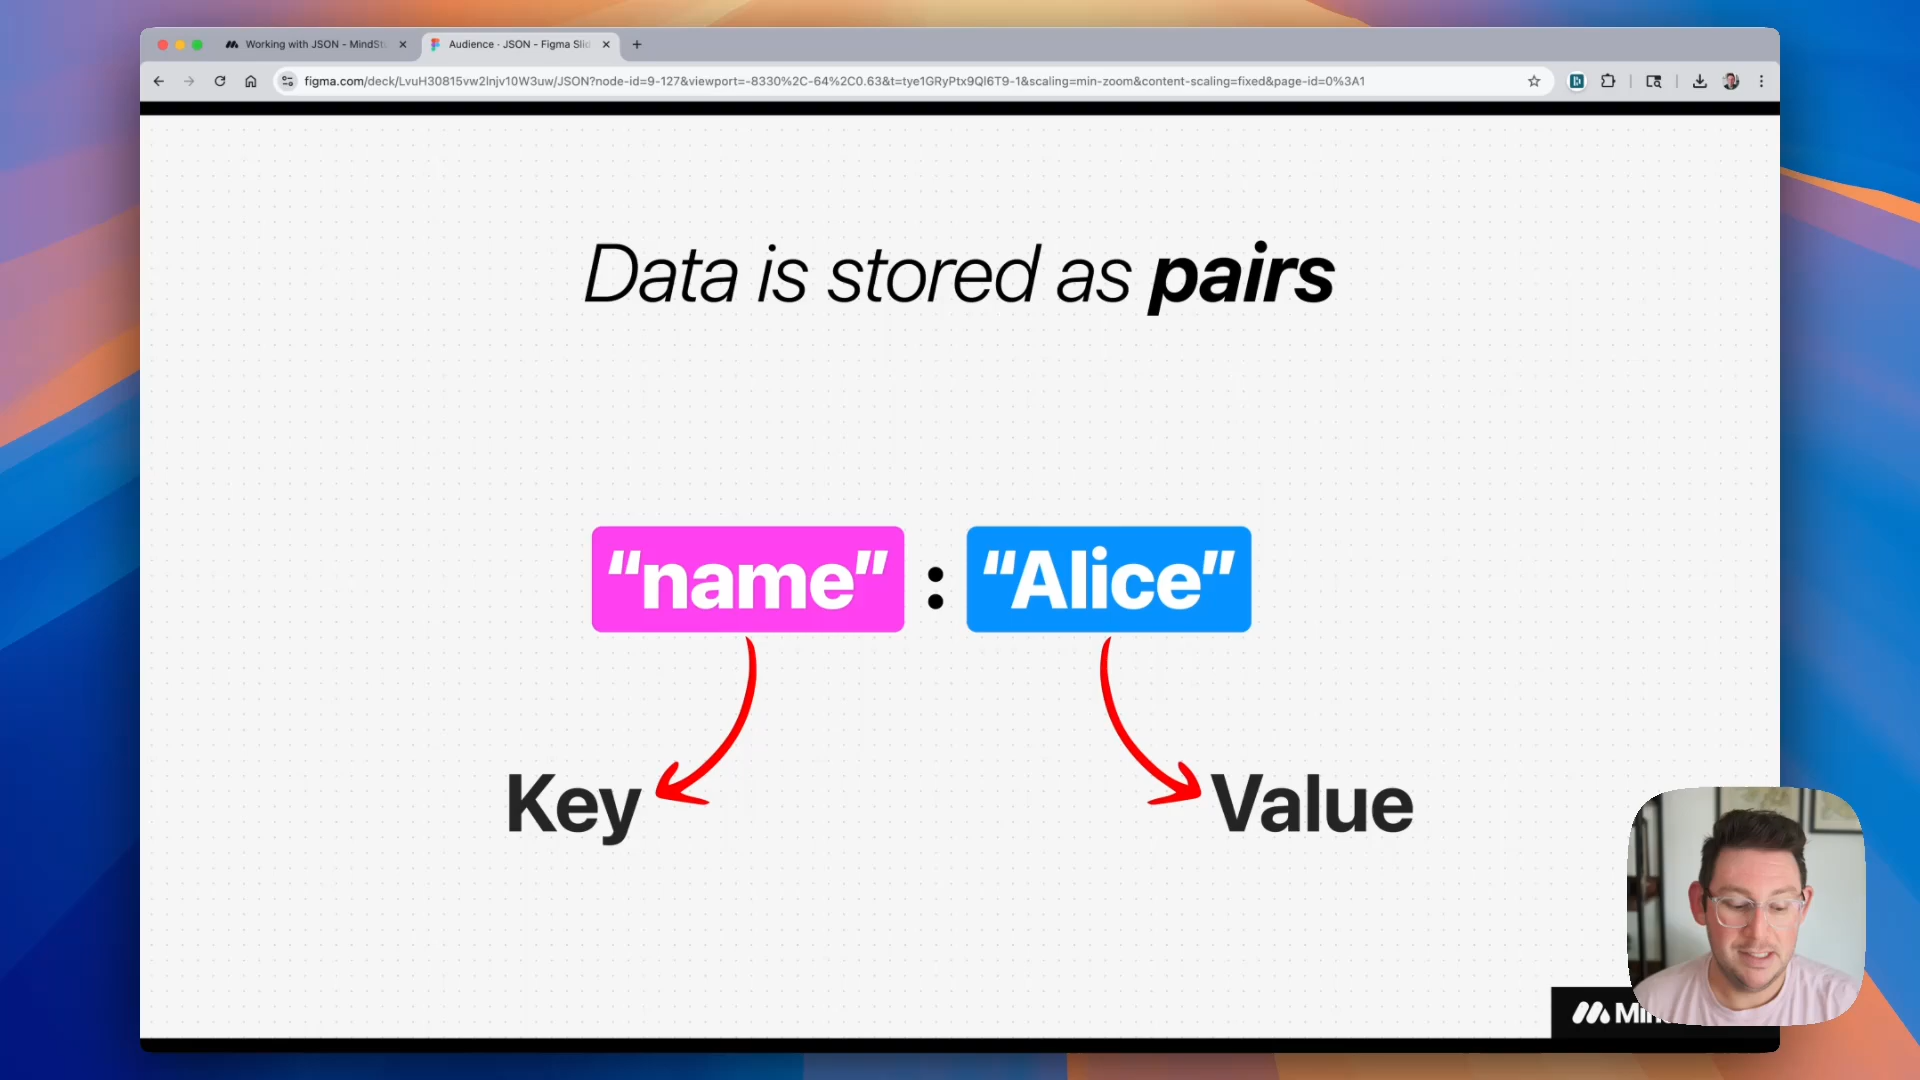 Working with JSON - MindSt
Audience · JSON - Figma Slid
figma.com/deck/LvuH30815vw2lnjv10W3uw/JSON?node-id=9-127&viewport=-8330%2C-64%2C0.63&t=tye1GRyPtx9Ql6T9-1&scaling=min-zoom&content-scaling=fixed&page-id=0%3A1
Data is stored as pairs
“name” : “Alice”
Key
Value